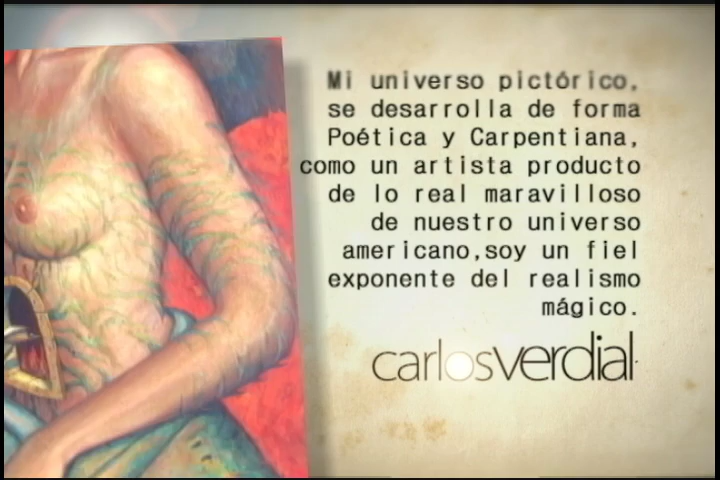 Mi universo pictórico,
se desarrolla de forma
Poética y Carpentiana,
como un artista producto
de lo real maravilloso
de nuestro universo
americano,soy un fiel
exponente del realismo
mágico.
carlosverdial